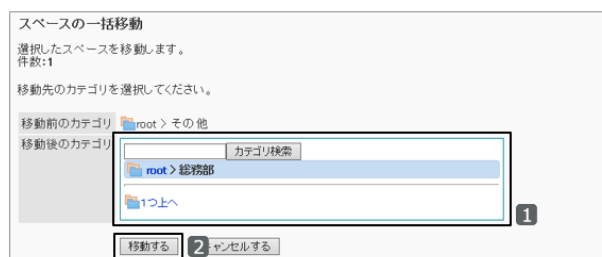 スペースの一括移動
選択したスペースを移動します。
件数:1
移動先のカテゴリを選択してください。
移動前のカテゴリ root > その他
移動後のカテゴリ
カテゴリ検索
root > 総務部
1つ上へ
1
移動する 2 キャンセルする